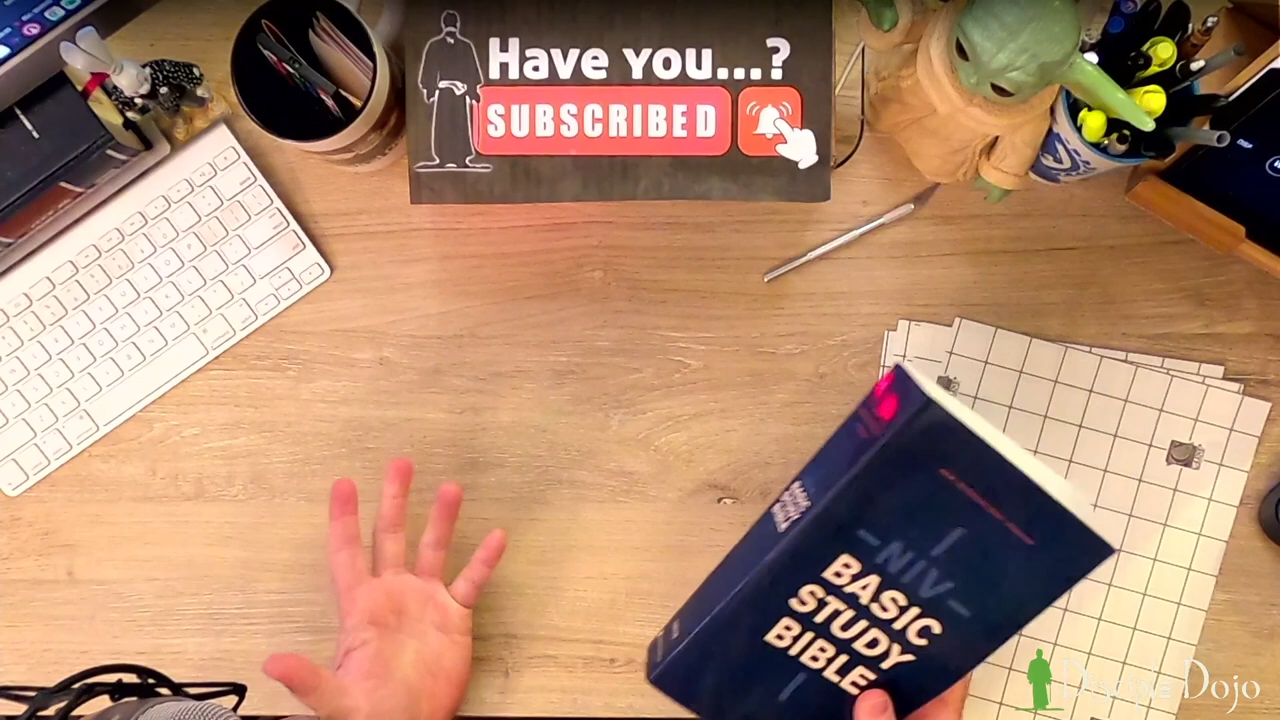 Have you...?
SUBSCRIBED
NIV
BASIC
STUDY
BIBLE
Disciple Dojo